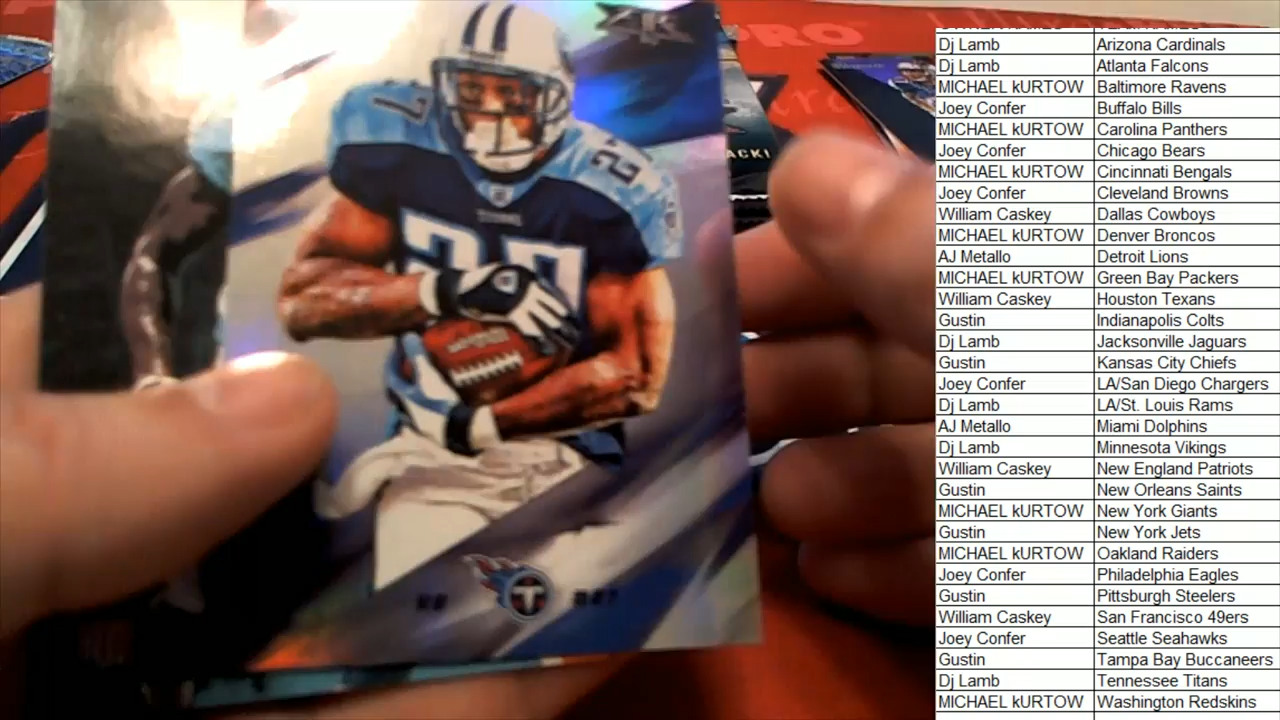 PRO
ACK!
27
27
TITANS
27
T
Dj Lamb Arizona Cardinals
Dj Lamb Atlanta Falcons
MICHAEL kURTOW Baltimore Ravens
Joey Confer Buffalo Bills
MICHAEL kURTOW Carolina Panthers
Joey Confer Chicago Bears
MICHAEL kURTOW Cincinnati Bengals
Joey Confer Cleveland Browns
William Caskey Dallas Cowboys
MICHAEL kURTOW Denver Broncos
AJ Metallo Detroit Lions
MICHAEL kURTOW Green Bay Packers
William Caskey Houston Texans
Gustin Indianapolis Colts
Dj Lamb Jacksonville Jaguars
Gustin Kansas City Chiefs
Joey Confer LA/San Diego Chargers
Dj Lamb LA/St. Louis Rams
AJ Metallo Miami Dolphins
Dj Lamb Minnesota Vikings
William Caskey New England Patriots
Gustin New Orleans Saints
MICHAEL kURTOW New York Giants
Gustin New York Jets
MICHAEL kURTOW Oakland Raiders
Joey Confer Philadelphia Eagles
Gustin Pittsburgh Steelers
William Caskey San Francisco 49ers
Joey Confer Seattle Seahawks
Gustin Tampa Bay Buccaneers
Dj Lamb Tennessee Titans
MICHAEL kURTOW Washington Redskins